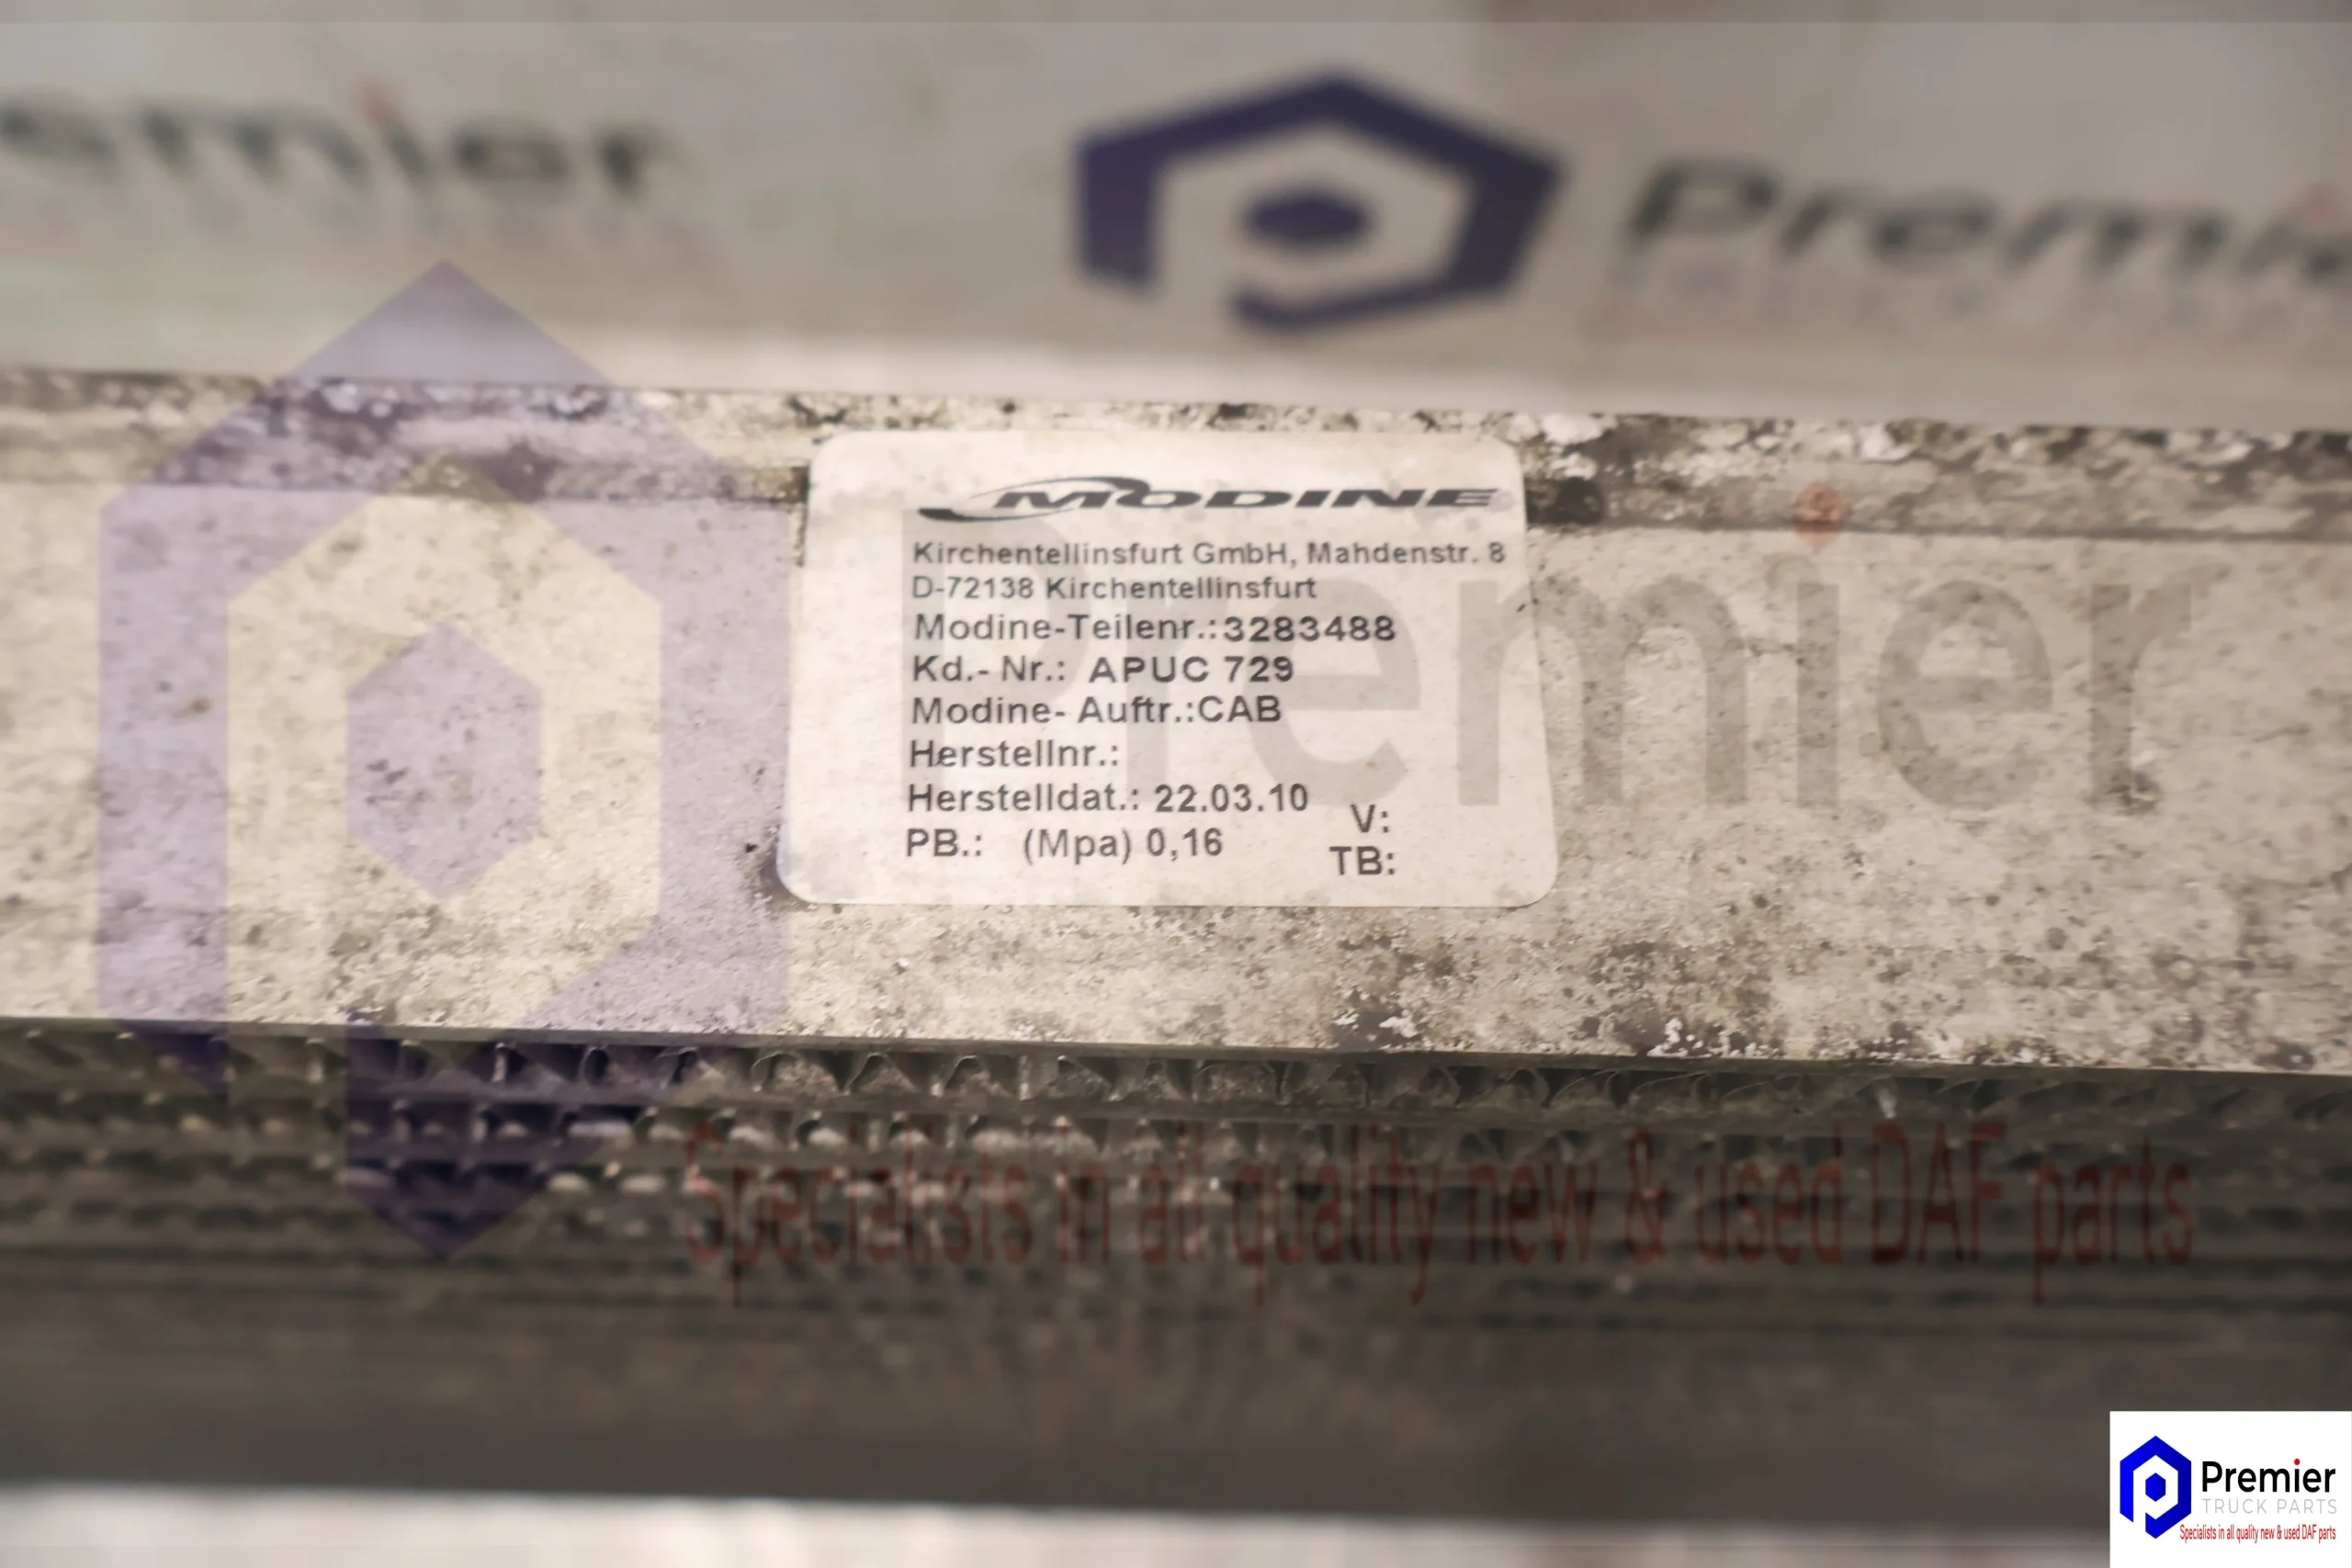 emier
Premi
MODINE
Kirchentellinsfurt GmbH, Mahdenstr. 8
D-72138 Kirchentellinsfurt
Modine-Teilenr.:3283488
Kd.- Nr.: APUC 729
Modine- Auftr.:CAB
Herstellnr.:
Herstelldat.: 22.03.10
V:
PB.: (Mpa) 0,16
TB:
Premier
Specialists in all quality new & used DAF parts
Premier
TRUCK PARTS
Specialists in all quality new & used DAF parts